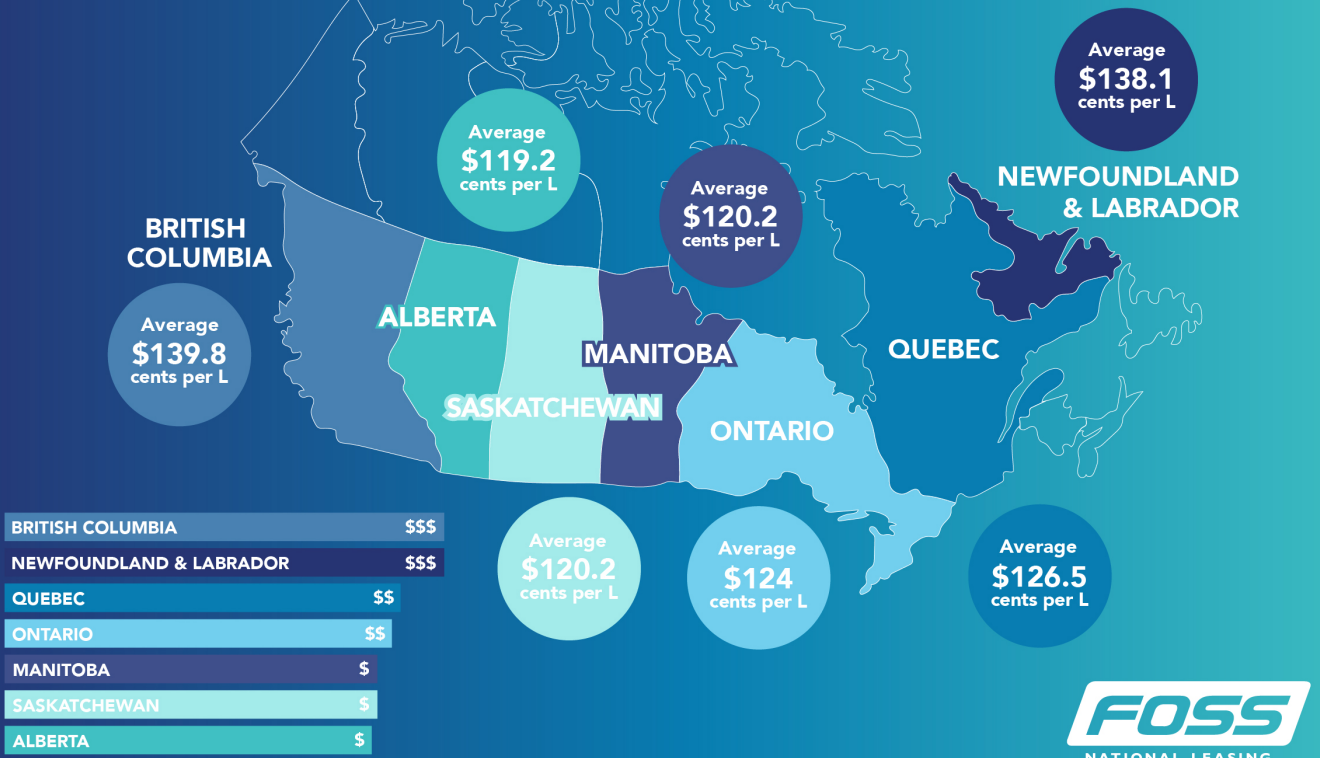 Average
$138.1
cents per L
NEWFOUNDLAND
& LABRADOR
Average
$119.2
cents per L
Average
$120.2
cents per L
BRITISH
COLUMBIA
Average
$139.8
cents per L
ALBERTA
MANITOBA
QUEBEC
SASKATCHEWAN
ONTARIO
Average
$120.2
cents per L
Average
$124
cents per L
Average
$126.5
cents per L
BRITISH COLUMBIA $$$
NEWFOUNDLAND & LABRADOR $$$
QUEBEC $$
ONTARIO $$
MANITOBA $
SASKATCHEWAN $
ALBERTA $
FOSS
NATIONAL LEASING